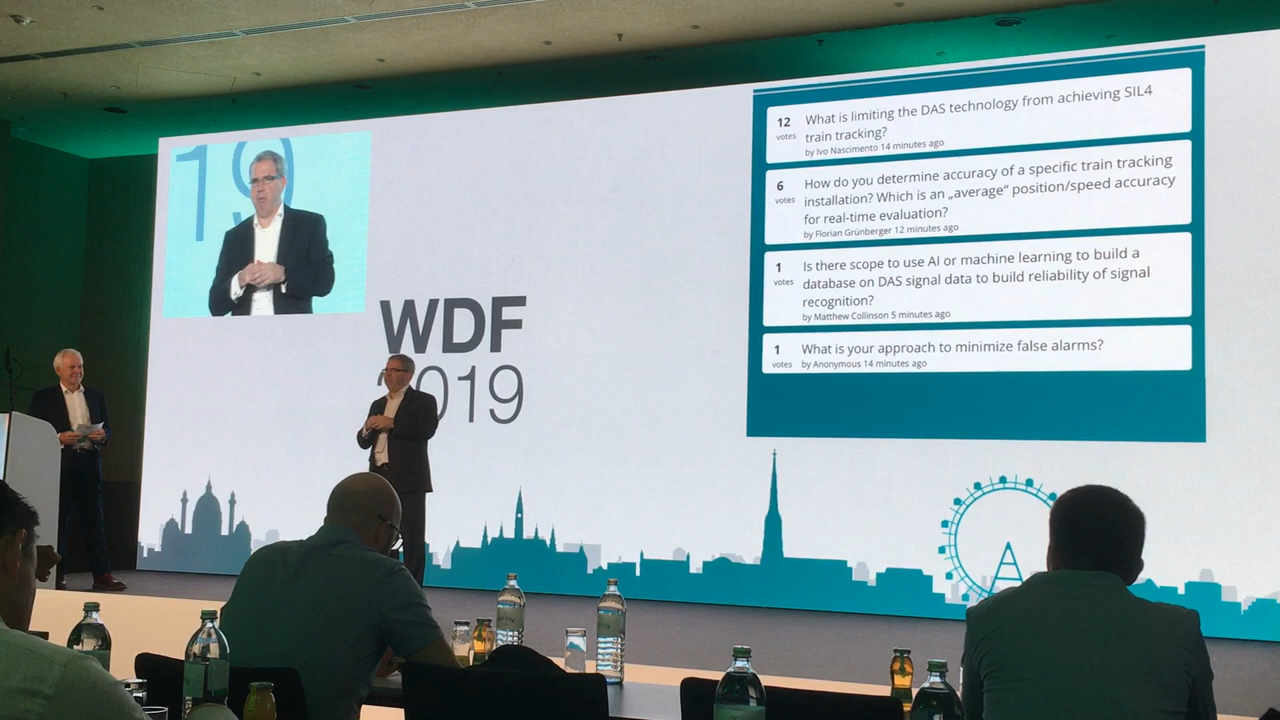 19
WDF
2019
12
votes
What is limiting the DAS technology from achieving SIL4
train tracking?
by Ivo Nascimento 14 minutes ago
6
votes
How do you determine accuracy of a specific train tracking
installation? Which is an „average“ position/speed accuracy
for real-time evaluation?
by Florian Grünberger 12 minutes ago
1
votes
Is there scope to use AI or machine learning to build a
database on DAS signal data to build reliability of signal
recognition?
by Matthew Collinson 5 minutes ago
1
votes
What is your approach to minimize false alarms?
by Anonymous 14 minutes ago